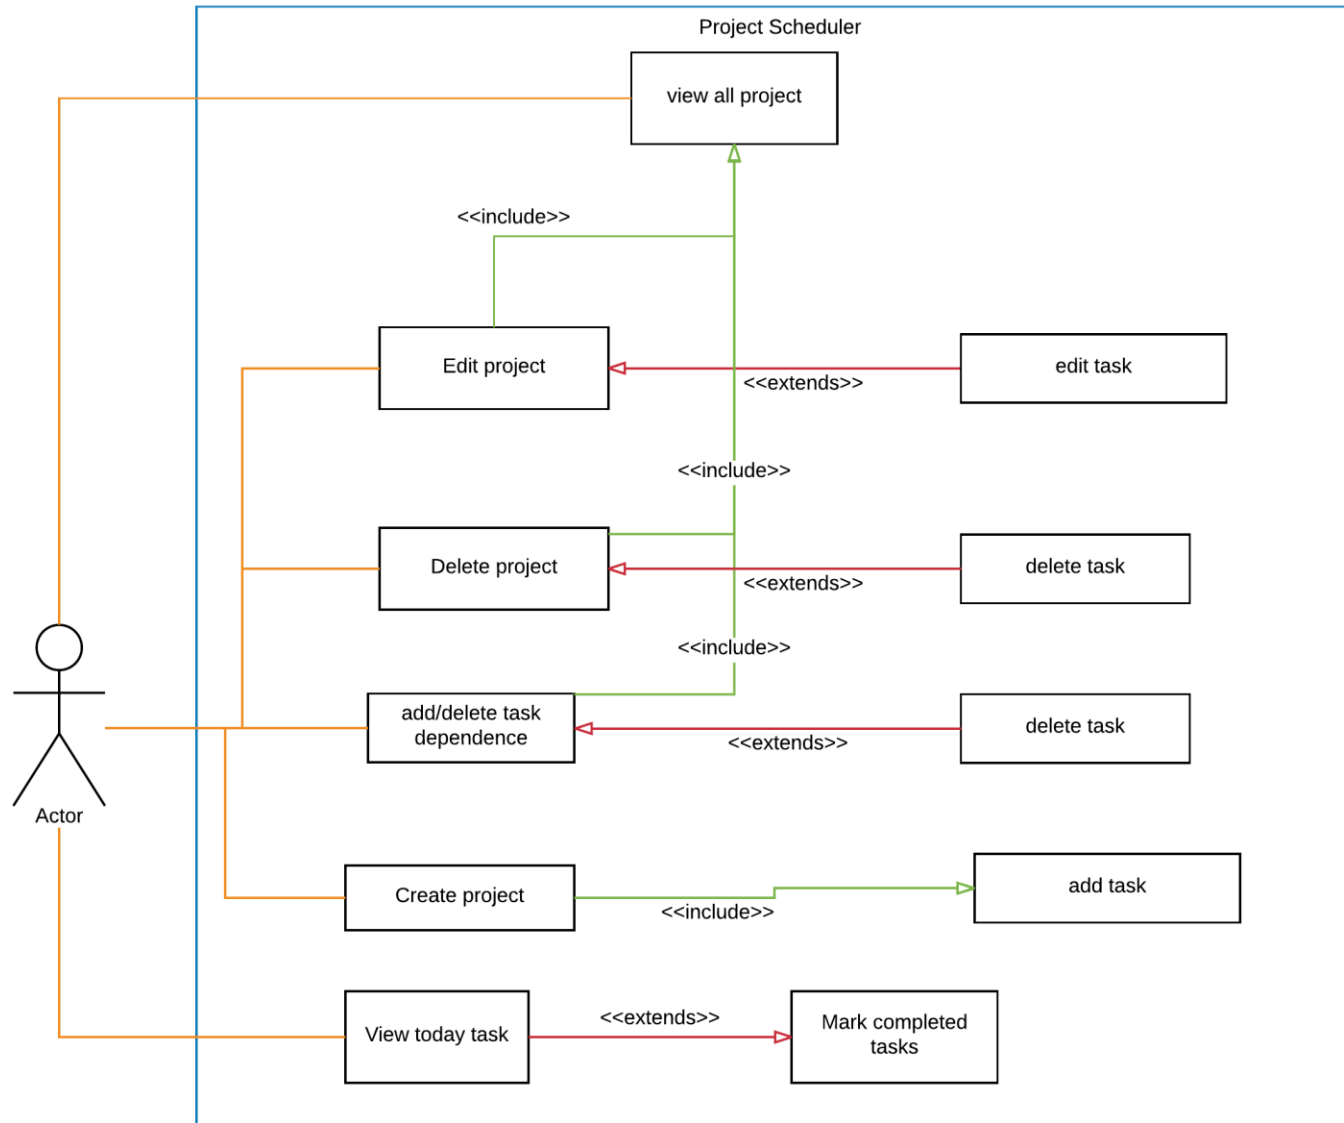 Project Scheduler
view all project
<<include>>
Edit project
<<extends>>
edit task
<<include>>
Delete project
<<extends>>
delete task
<<include>>
add/delete task
dependence
<<extends>>
delete task
Actor
Create project
<<include>>
add task
View today task
<<extends>>
Mark completed
tasks